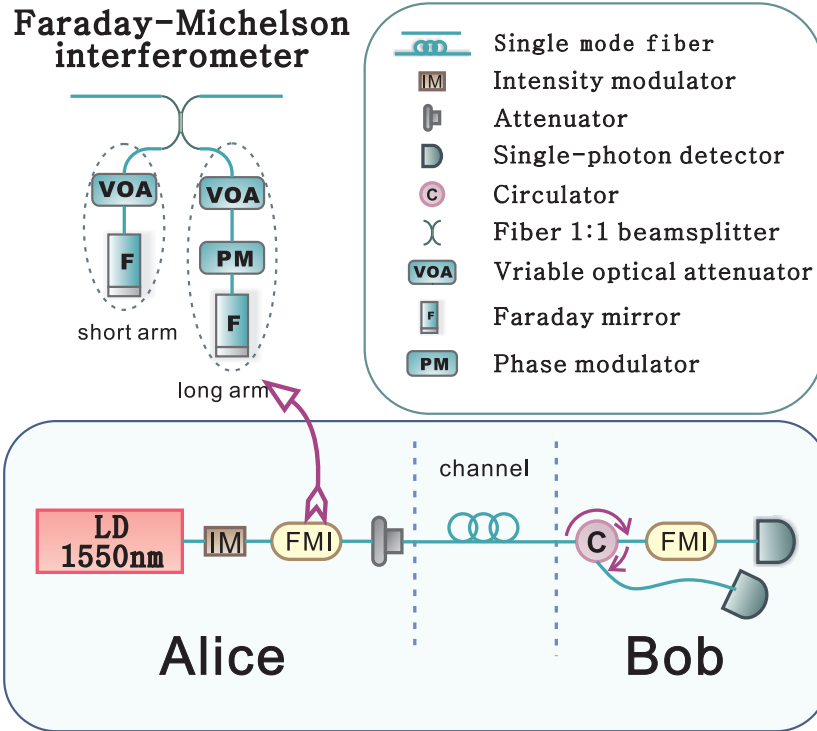 Faraday-Michelson
interferometer
VOA
VOA
F
PM
F
short arm
long arm
Single mode fiber
IM Intensity modulator
Attenuator
Single-photon detector
C Circulator
Fiber 1:1 beamsplitter
VOA Vriable optical attenuator
F Faraday mirror
PM Phase modulator
channel
LD
1550nm
IM
FMI
C
FMI
Alice
Bob